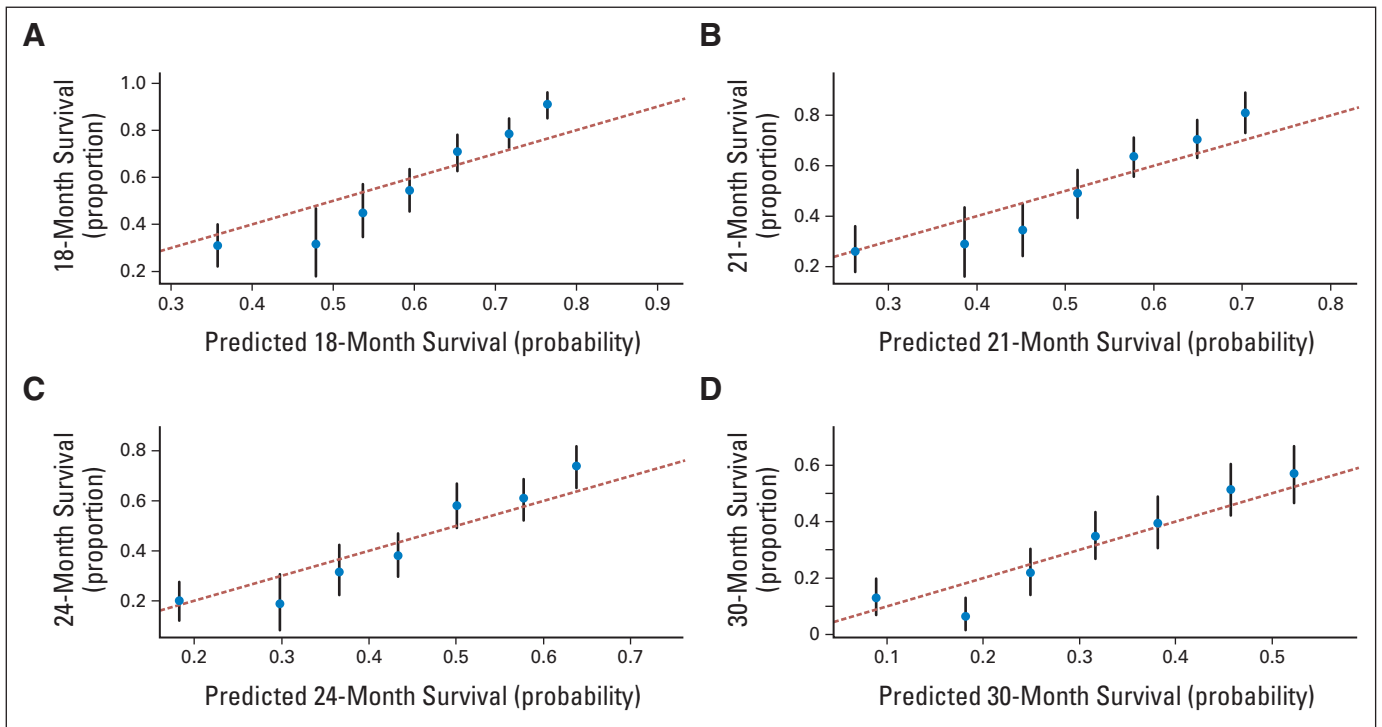 A
18-Month Survival
(proportion)
1.0
0.8
0.6
0.4
0.2
0.3 0.4 0.5 0.6 0.7 0.8 0.9
Predicted 18-Month Survival (probability)
B
21-Month Survival
(proportion)
0.8
0.6
0.4
0.2
0.3 0.4 0.5 0.6 0.7 0.8
Predicted 21-Month Survival (probability)
C
24-Month Survival
(proportion)
0.8
0.6
0.4
0.2
0.2 0.3 0.4 0.5 0.6 0.7
Predicted 24-Month Survival (probability)
D
30-Month Survival
(proportion)
0.6
0.4
0.2
0
0.1 0.2 0.3 0.4 0.5
Predicted 30-Month Survival (probability)